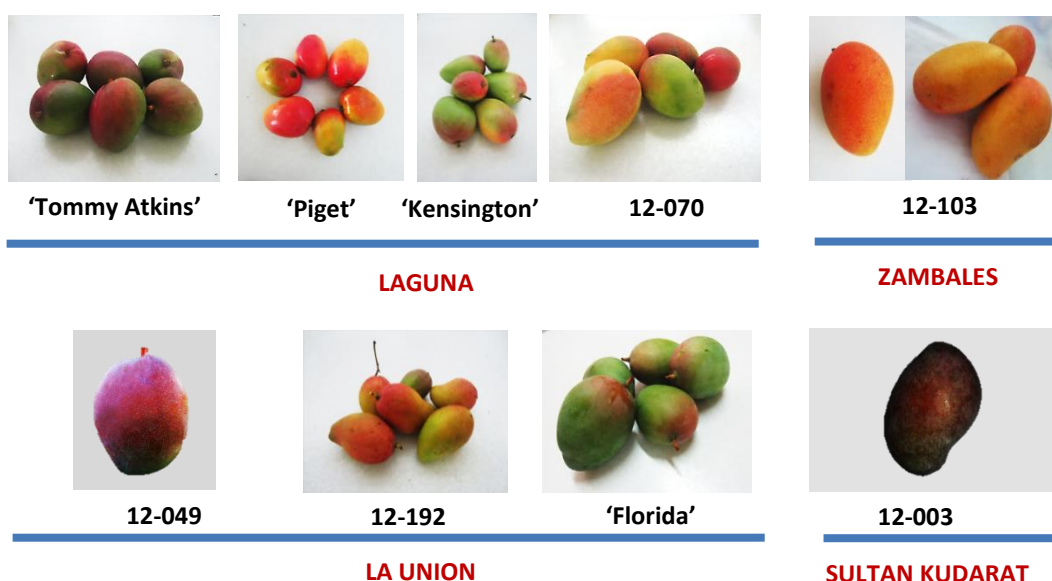 ‘Tommy Atkins’
‘Piget’
‘Kensington’
12-070
12-103
LAGUNA
ZAMBALES
12-049
12-192
‘Florida’
12-003
LA UNION
SULTAN KUDARAT